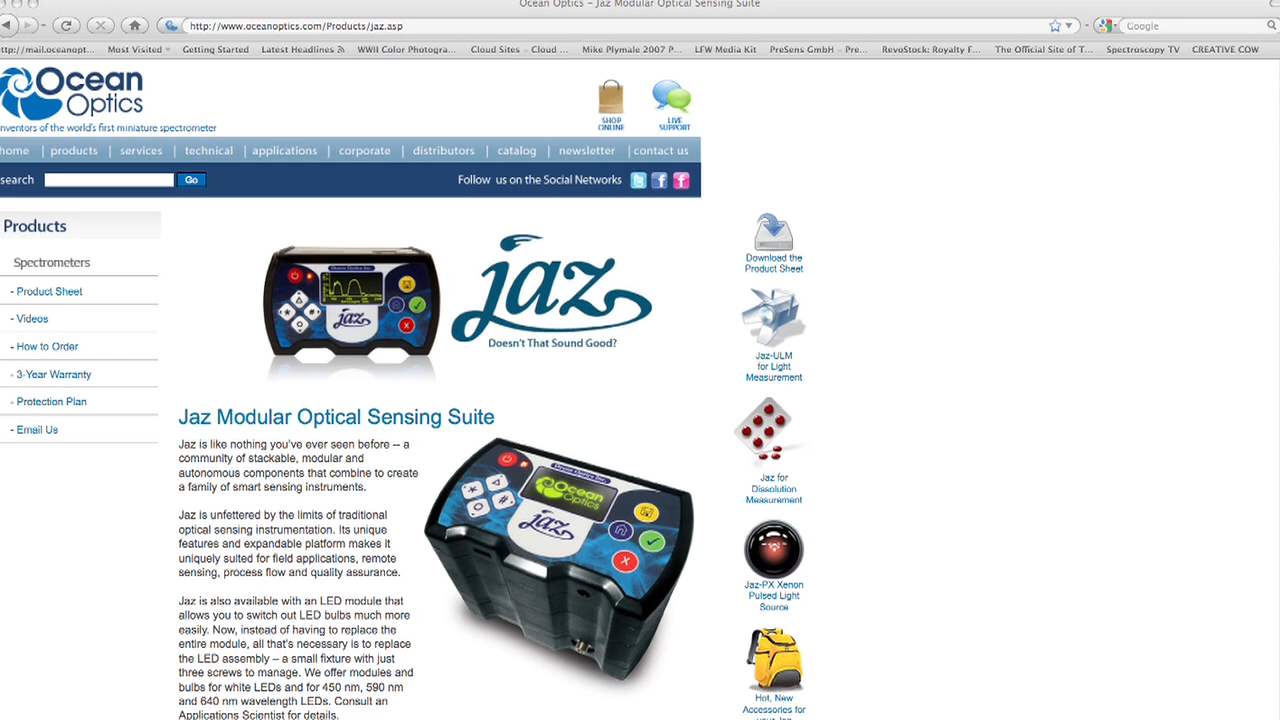 Ocean Optics - Jaz Modular Optical Sensing Suite
http://www.oceanoptics.com/Products/jaz.asp
Google
ttp://mail.oceanopt...
Most Visited
Getting Started
Latest Headlines
WWII Color Photogra...
Cloud Sites - Cloud ...
Mike Plymale 2007 P...
LFW Media Kit
PreSens GmbH - Pre...
RevoStock: Royalty F...
The Official Site of T...
Spectroscopy TV
CREATIVE COW
Ocean
Optics
nventors of the world's first miniature spectrometer
SHOP
ONLINE
LIVE
SUPPORT
home | products | services | technical | applications | corporate | distributors | catalog | newsletter | contact us
search
Go
Follow us on the Social Networks
Products
Spectrometers
- Product Sheet
- Videos
- How to Order
- 3-Year Warranty
- Protection Plan
- Email Us
Ocean Optics Inc.
jaz
jaz
Doesn't That Sound Good?
Jaz Modular Optical Sensing Suite
Jaz is like nothing you've ever seen before -- a
community of stackable, modular and
autonomous components that combine to create
a family of smart sensing instruments.
Jaz is unfettered by the limits of traditional
optical sensing instrumentation. Its unique
features and expandable platform makes it
uniquely suited for field applications, remote
sensing, process flow and quality assurance.
Jaz is also available with an LED module that
allows you to switch out LED bulbs much more
easily. Now, instead of having to replace the
entire module, all that's necessary is to replace
the LED assembly -- a small fixture with just
three screws to manage. We offer modules and
bulbs for white LEDs and for 450 nm, 590 nm
and 640 nm wavelength LEDs. Consult an
Applications Scientist for details.
Ocean Optics Inc.
Ocean
Optics
jaz
Download the
Product Sheet
Jaz-ULM
for Light
Measurement
Jaz for
Dissolution
Measurement
Jaz-PX Xenon
Pulsed Light
Source
Hot, New
Accessories for
your Jaz